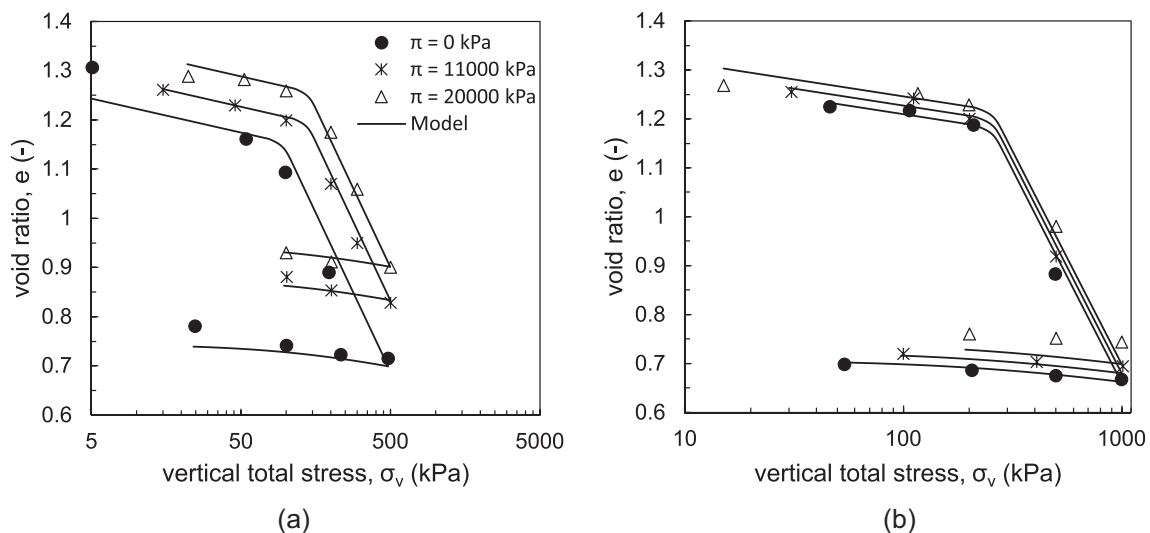 1.4
1.3
1.2
1.1
1
0.9
0.8
0.7
0.6
void ratio, e (-)
π = 0 kPa
π = 11000 kPa
π = 20000 kPa
Model
5
50
500
5000
vertical total stress, σv (kPa)
(a)
1.4
1.3
1.2
1.1
1
0.9
0.8
0.7
0.6
void ratio, e (-)
10
100
1000
vertical total stress, σv (kPa)
(b)